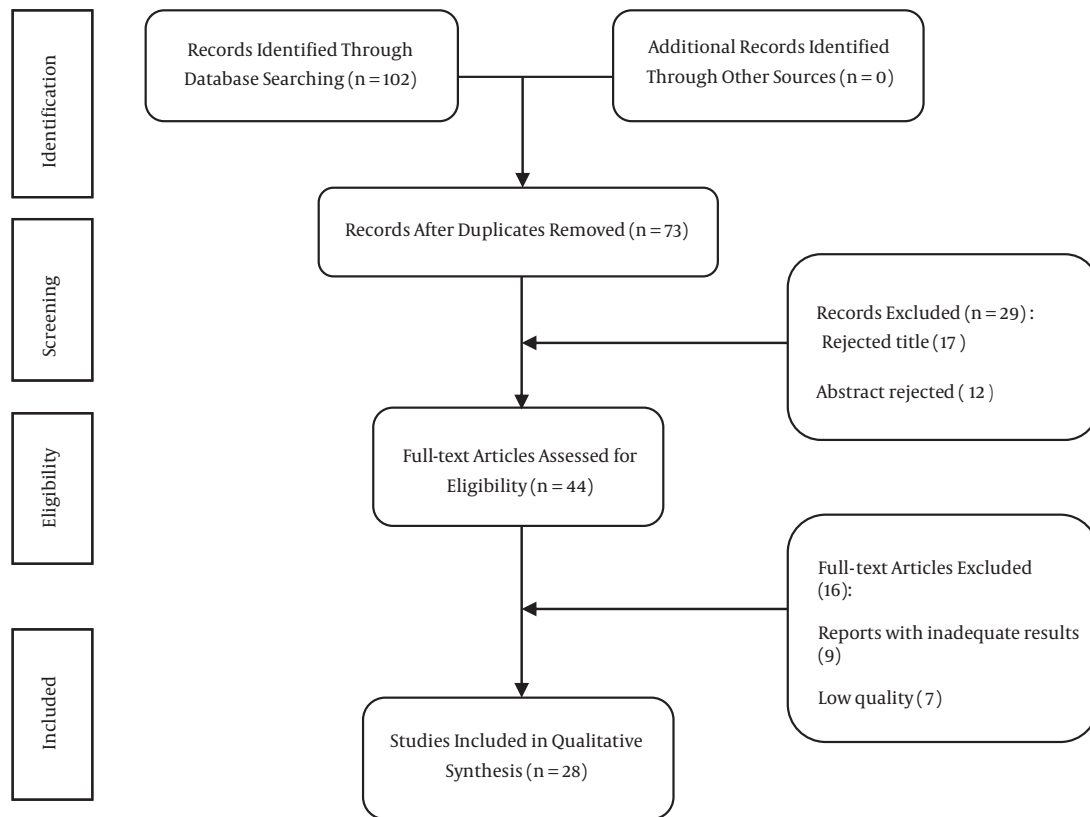 Identification
Records Identified Through
Database Searching (n = 102)
Additional Records Identified
Through Other Sources (n = 0)
Records After Duplicates Removed (n = 73)
Screening
Records Excluded (n = 29) :
Rejected title (17 )
Abstract rejected ( 12 )
Eligibility
Full-text Articles Assessed for
Eligibility (n = 44)
Full-text Articles Excluded
(16):
Reports with inadequate results
(9)
Low quality ( 7 )
Included
Studies Included in Qualitative
Synthesis (n = 28)